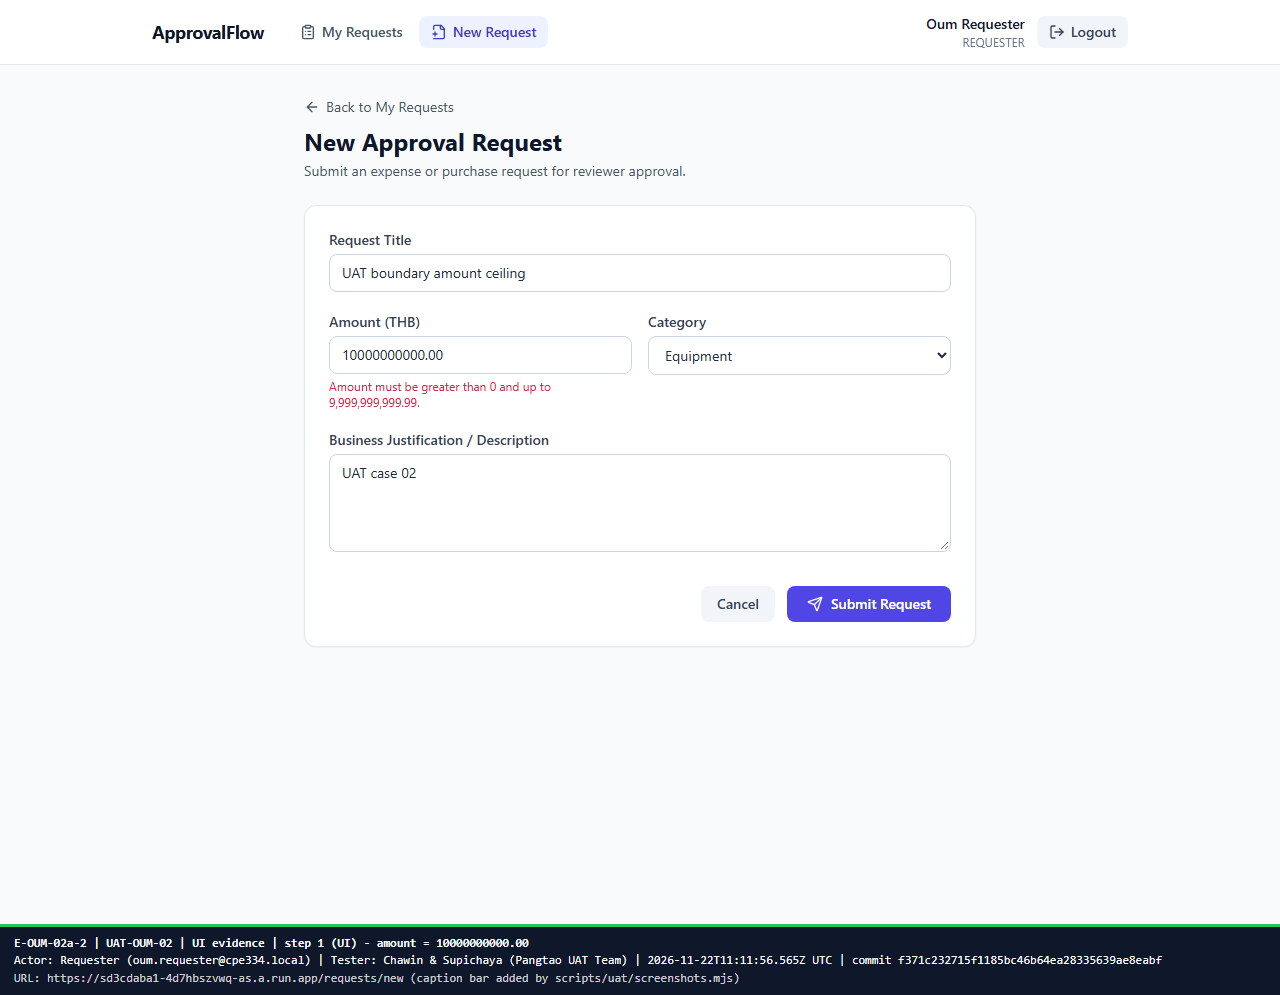 ApprovalFlow
My Requests
New Request
Oum Requester
REQUESTER
Logout
Back to My Requests
New Approval Request
Submit an expense or purchase request for reviewer approval.
Request Title
UAT boundary amount ceiling
Amount (THB)
Category
10000000000.00
Equipment
Amount must be greater than 0 and up to
9,999,999,999.99.
Business Justification / Description
UAT case 02
Cancel
Submit Request
E-OUM-02a-2 | UAT-OUM-02 | UI evidence | step 1 (UI) - amount = 10000000000.00
Actor: Requester (oum.requester@cpe334.local) | Tester: Chawin & Supichaya (Pangtao UAT Team) | 2026-11-22T11:11:56.565Z UTC | commit f371c232715f1185bc46b64ea28335639ae8eabf
URL: https://sd3cdaba1-4d7hbszvwq-as.a.run.app/requests/new (caption bar added by scripts/uat/screenshots.mjs)